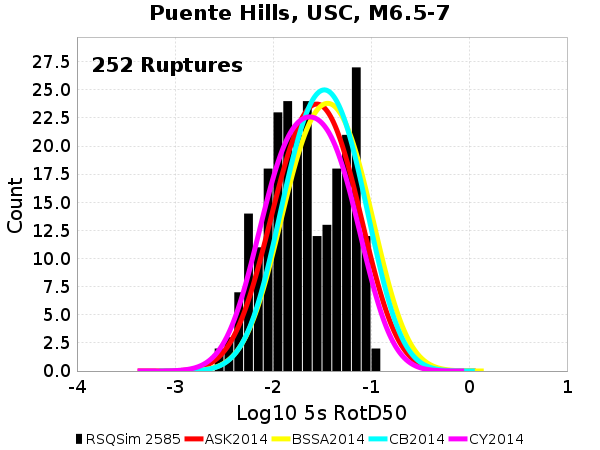 Puente Hills, USC, M6.5-7
252 Ruptures
27.5
25.0
22.5
20.0
17.5
15.0
12.5
10.0
7.5
5.0
2.5
0.0
Count
-4 -3 -2 -1 0 1
Log10 5s RotD50
RSQSim 2585 ASK2014 BSSA2014 CB2014 CY2014